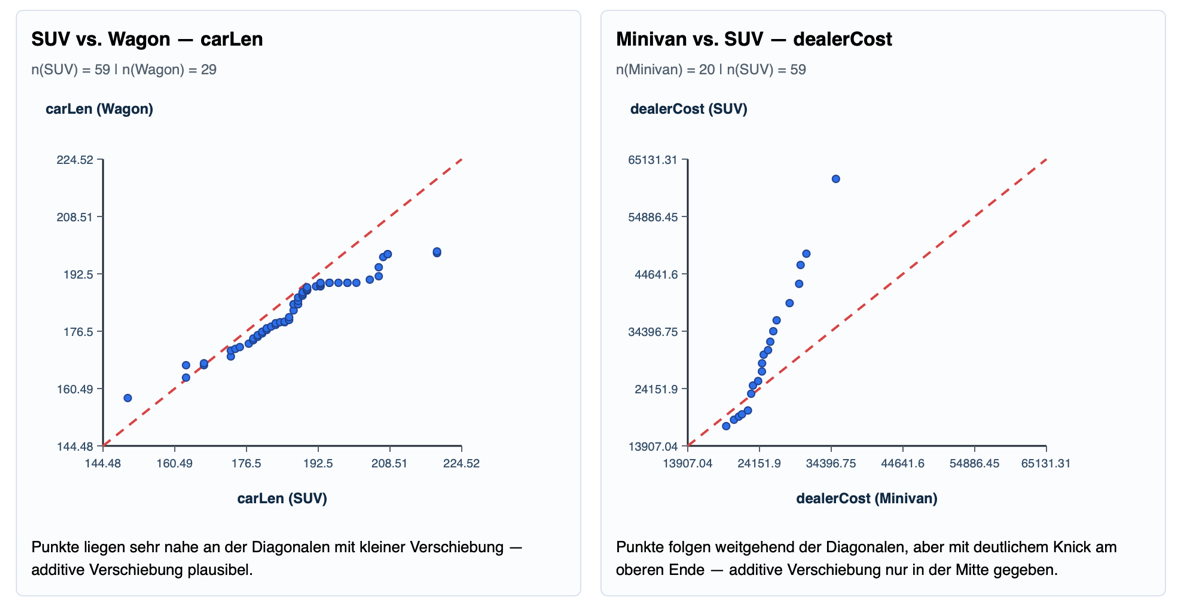 SUV vs. Wagon — carLen
n(SUV) = 59 | n(Wagon) = 29
carLen (Wagon)
224.52
208.51
192.5
176.5
160.49
144.48
144.48 160.49 176.5 192.5 208.51 224.52
carLen (SUV)
Punkte liegen sehr nahe an der Diagonalen mit kleiner Verschiebung —
additive Verschiebung plausibel.
Minivan vs. SUV — dealerCost
n(Minivan) = 20 | n(SUV) = 59
dealerCost (SUV)
65131.31
54886.45
44641.6
34396.75
24151.9
13907.04
13907.04 24151.9 34396.75 44641.6 54886.45 65131.31
dealerCost (Minivan)
Punkte folgen weitgehend der Diagonalen, aber mit deutlichem Knick am
oberen Ende — additive Verschiebung nur in der Mitte gegeben.